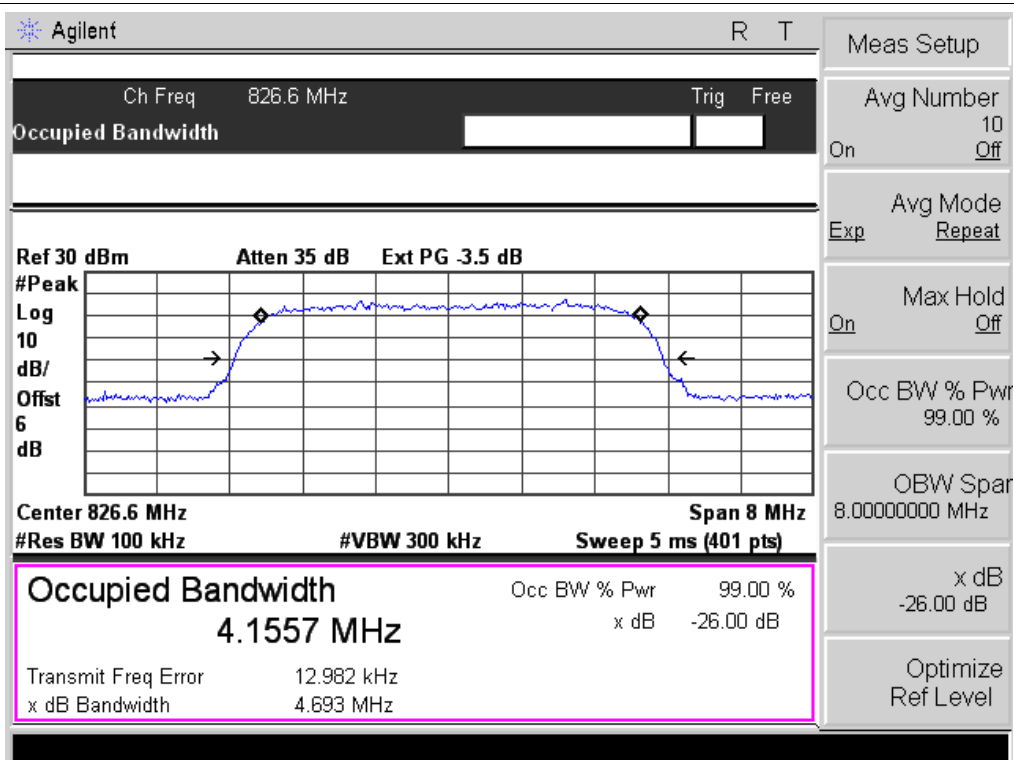 Agilent R T
Ch Freq 826.6 MHz Trig Free
Occupied Bandwidth
Ref 30 dBm Atten 35 dB Ext PG -3.5 dB
#Peak
Log
10
dB/
Offst
6
dB
Center 826.6 MHz Span 8 MHz
#Res BW 100 kHz #VBW 300 kHz Sweep 5 ms (401 pts)
Occupied Bandwidth
4.1557 MHz
Occ BW % Pwr 99.00 %
x dB -26.00 dB
Transmit Freq Error 12.982 kHz
x dB Bandwidth 4.693 MHz
Meas Setup
Avg Number
10
On Off
Avg Mode
Exp Repeat
Max Hold
On Off
Occ BW % Pwr
99.00 %
OBW Span
8.00000000 MHz
x dB
-26.00 dB
Optimize
Ref Level